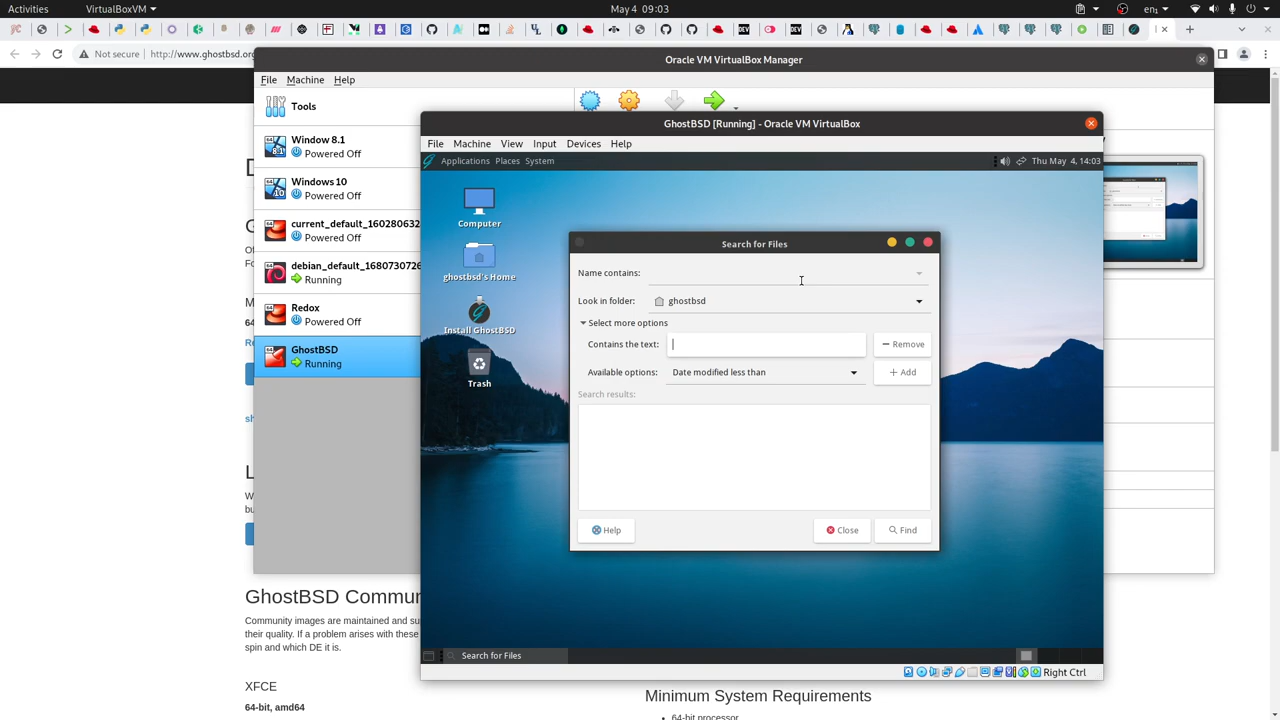 Activities
VirtualBoxVM
May 4, 09:03
en
Not secure
http://www.ghostbsd.org
Oracle VM VirtualBox Manager
File Machine Help
Tools
Window 8.1
Powered Off
Windows 10
Powered Off
current_default_160280632
Powered Off
debian_default_1680730726
Running
Redox
Powered Off
GhostBSD
Running
GhostBSD [Running] - Oracle VM VirtualBox
File Machine View Input Devices Help
Applications Places System
Thu May 4, 14:03
Computer
ghostbsd's Home
Install GhostBSD
Trash
Search for Files
Name contains:
Look in folder: ghostbsd
Select more options
Contains the text: Remove
Available options: Date modified less than Add
Search results:
Help Close Find
Search for Files
Right Ctrl
GhostBSD Commu
Community images are maintained and su
their quality. If a problem arises with these
spin and which DE it is.
XFCE
64-bit, amd64
Minimum System Requirements
64-bit processor